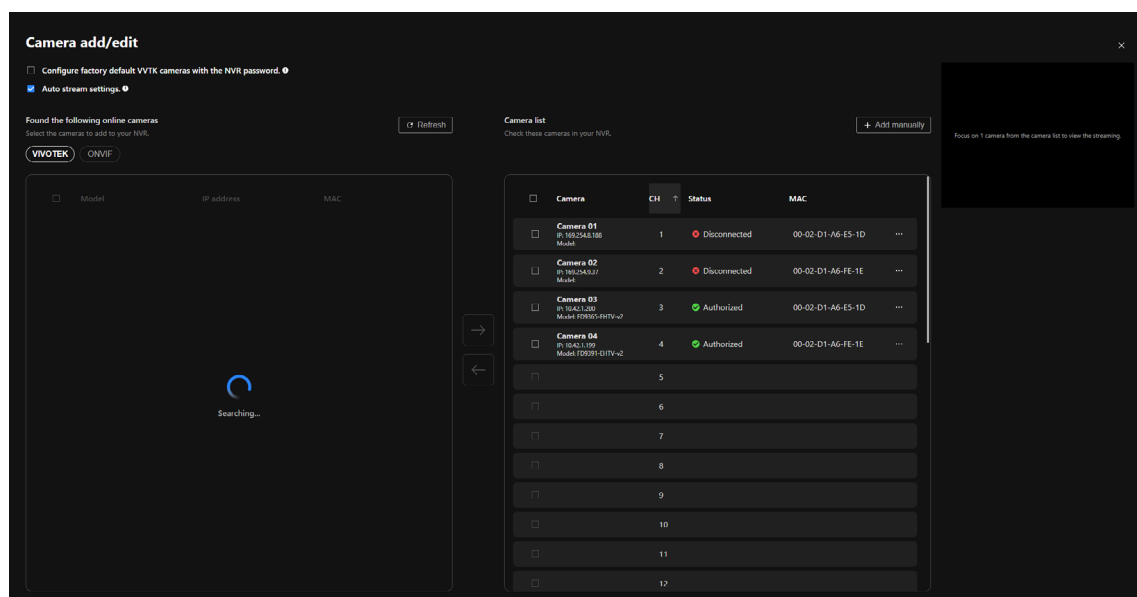 Camera add/edit
Configure factory default VVTK cameras with the NVR password.
Auto stream settings.
Found the following online cameras
Select the cameras to add to your NVR.
Refresh
VIVOTEK
ONVIF
Model IP address MAC
Searching...
Camera list
Check these cameras in your NVR.
+ Add manually
Camera CH ↑ Status MAC
Camera 01
IP: 169.254.8.186
Model:
1 Disconnected 00-02-D1-A6-E5-1D ...
Camera 02
IP: 169.254.9.37
Model:
2 Disconnected 00-02-D1-A6-FE-1E ...
Camera 03
IP: 10.42.1.200
Model: FD9365-EHTV-v2
3 Authorized 00-02-D1-A6-E5-1D ...
Camera 04
IP: 10.42.1.199
Model: FD9391-EHTV-v2
4 Authorized 00-02-D1-A6-FE-1E ...
5
6
7
8
9
10
11
12
Focus on 1 camera from the camera list to view the streaming.